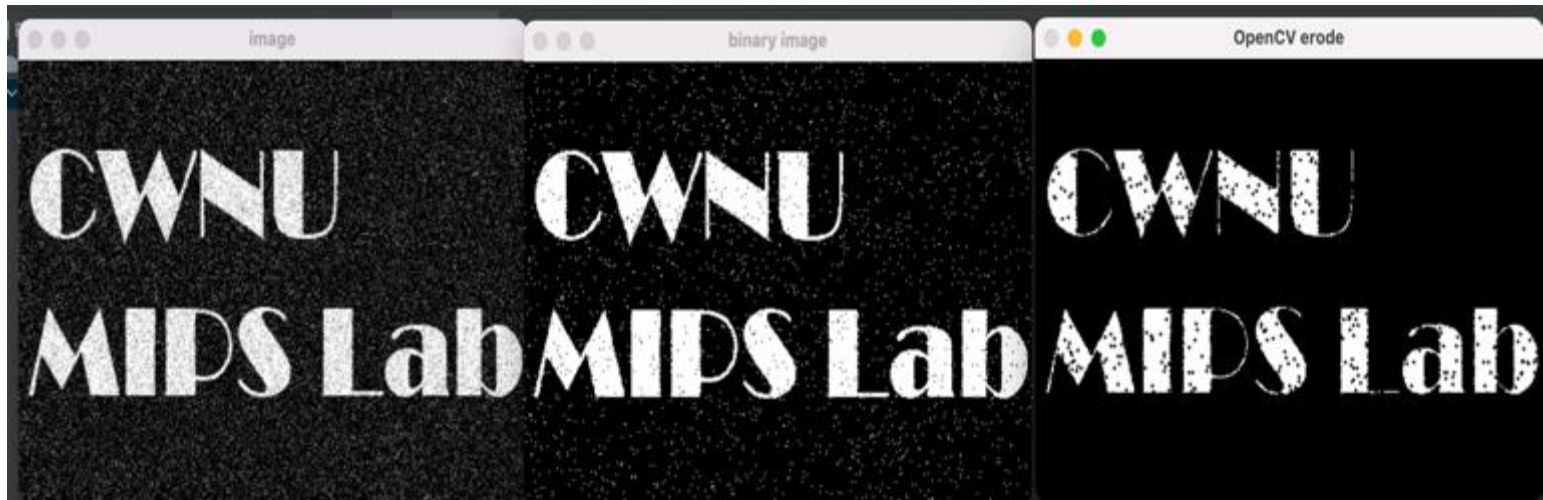 image
CWNU
MIPS Lab
binary image
CWNU
MIPS Lab
OpenCV erode
CWNU
MIPS Lab